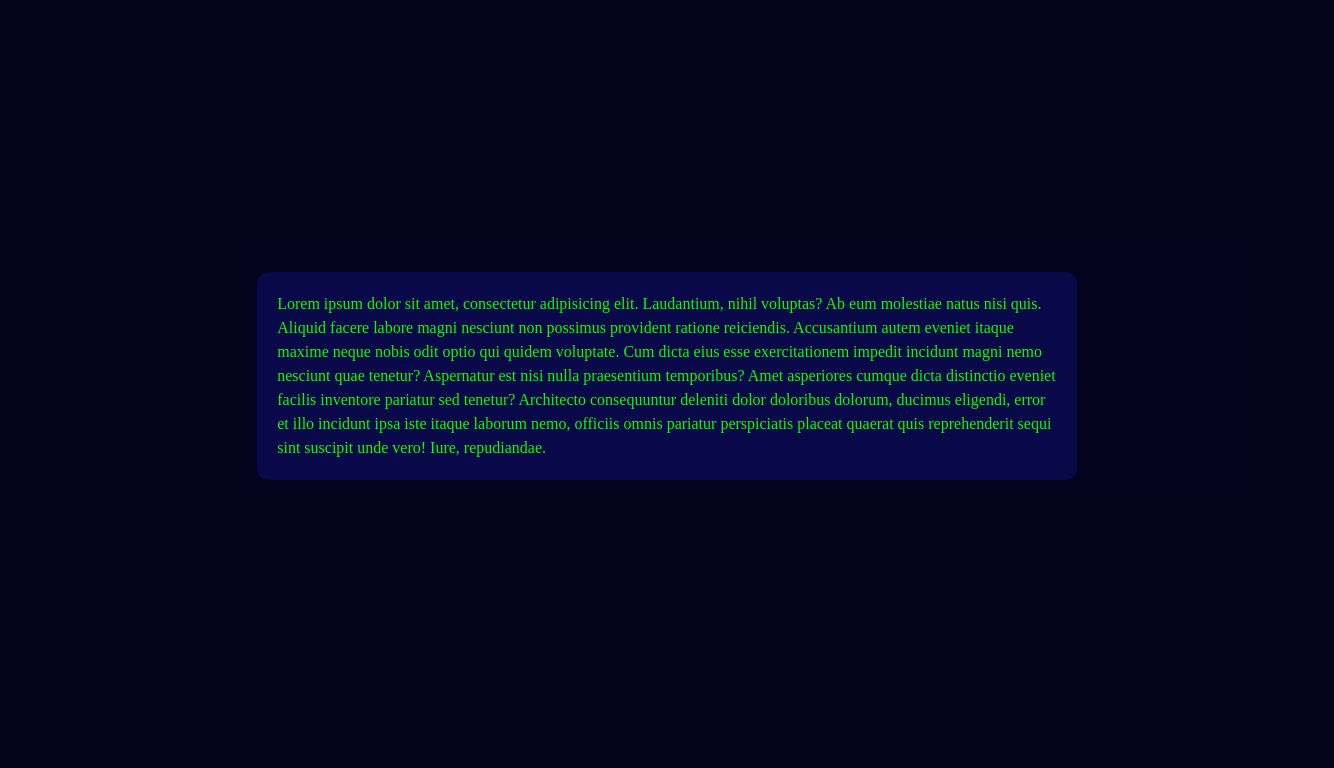 Lorem ipsum dolor sit amet, consectetur adipisicing elit. Laudantium, nihil voluptas? Ab eum molestiae natus nisi quis.
Aliquid facere labore magni nesciunt non possimus provident ratione reiciendis. Accusantium autem eveniet itaque
maxime neque nobis odit optio qui quidem voluptate. Cum dicta eius esse exercitationem impedit incidunt magni nemo
nesciunt quae tenetur? Aspernatur est nisi nulla praesentium temporibus? Amet asperiores cumque dicta distinctio eveniet
facilis inventore pariatur sed tenetur? Architecto consequuntur deleniti dolor doloribus dolorum, ducimus eligendi, error
et illo incidunt ipsa iste itaque laborum nemo, officiis omnis pariatur perspiciatis placeat quaerat quis reprehenderit sequi
sint suscipit unde vero! Iure, repudiandae.